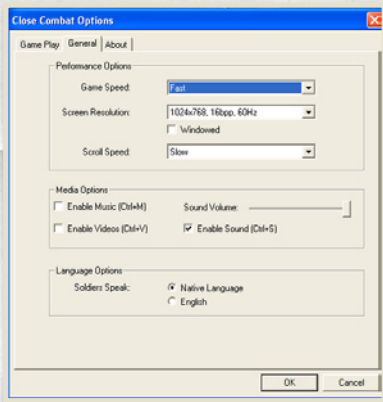 Close Combat Options
Game Play General About
Performance Options
Game Speed: Fast
Screen Resolution: 1024x768, 16bpp, 60Hz
Windowed
Scroll Speed: Slow
Media Options
Enable Music (Ctrl+M) Sound Volume:
Enable Videos (Ctrl+V) Enable Sound (Ctrl+S)
Language Options
Soldiers Speak: Native Language
English
OK Cancel